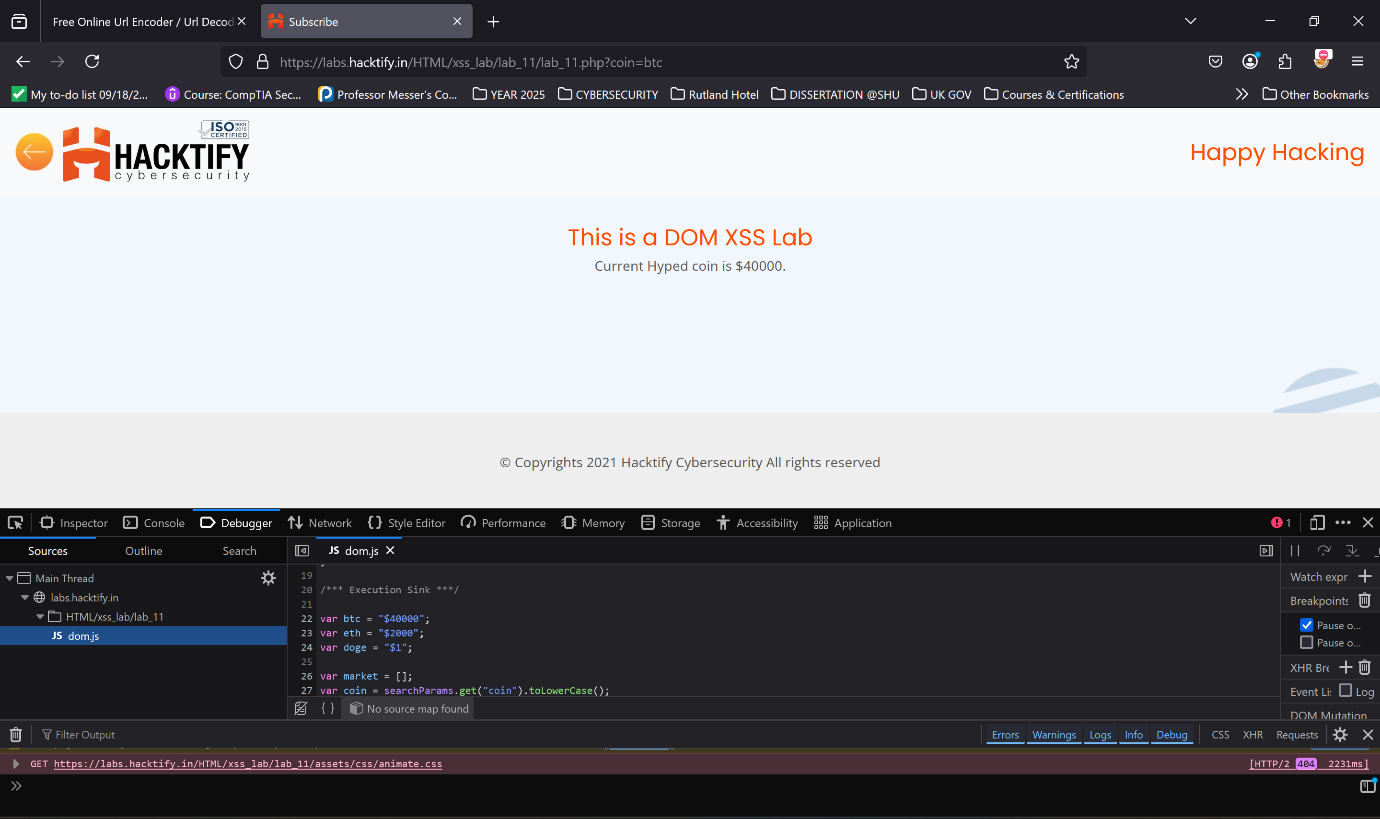 Free Online Url Encoder / Url Decod
Subscribe
https://labs.hacktify.in/HTML/xss_lab/lab_11/lab_11.php?coin=btc
My to-do list 09/18/2...
Course: CompTIA Sec...
Professor Messer's Co...
YEAR 2025
CYBERSECURITY
Rutland Hotel
DISSERTATION @SHU
UK GOV
Courses & Certifications
Other Bookmarks
ISO
CERTIFIED
HACKTIFY
cybersecurity
Happy Hacking
This is a DOM XSS Lab
Current Hyped coin is $40000.
© Copyrights 2021 Hacktify Cybersecurity All rights reserved
Inspector
Console
Debugger
Network
Style Editor
Performance
Memory
Storage
Accessibility
Application
1
Sources
Outline
Search
JS dom.js
Main Thread
labs.hacktify.in
HTML/xss_lab/lab_11
JS dom.js
19
20 /*** Execution Sink ***/
21
22 var btc = "$40000";
23 var eth = "$2000";
24 var doge = "$1";
25
26 var market = [];
27 var coin = searchParams.get("coin").toLowerCase();
{ } No source map found
Watch expr
Breakpoints
Pause o...
Pause o...
XHR Bre
Event Li: Log
DOM Mutation
Filter Output
Errors
Warnings
Logs
Info
Debug
CSS
XHR
Requests
GET https://labs.hacktify.in/HTML/xss_lab/lab_11/assets/css/animate.css
[HTTP/2 404 2231ms]